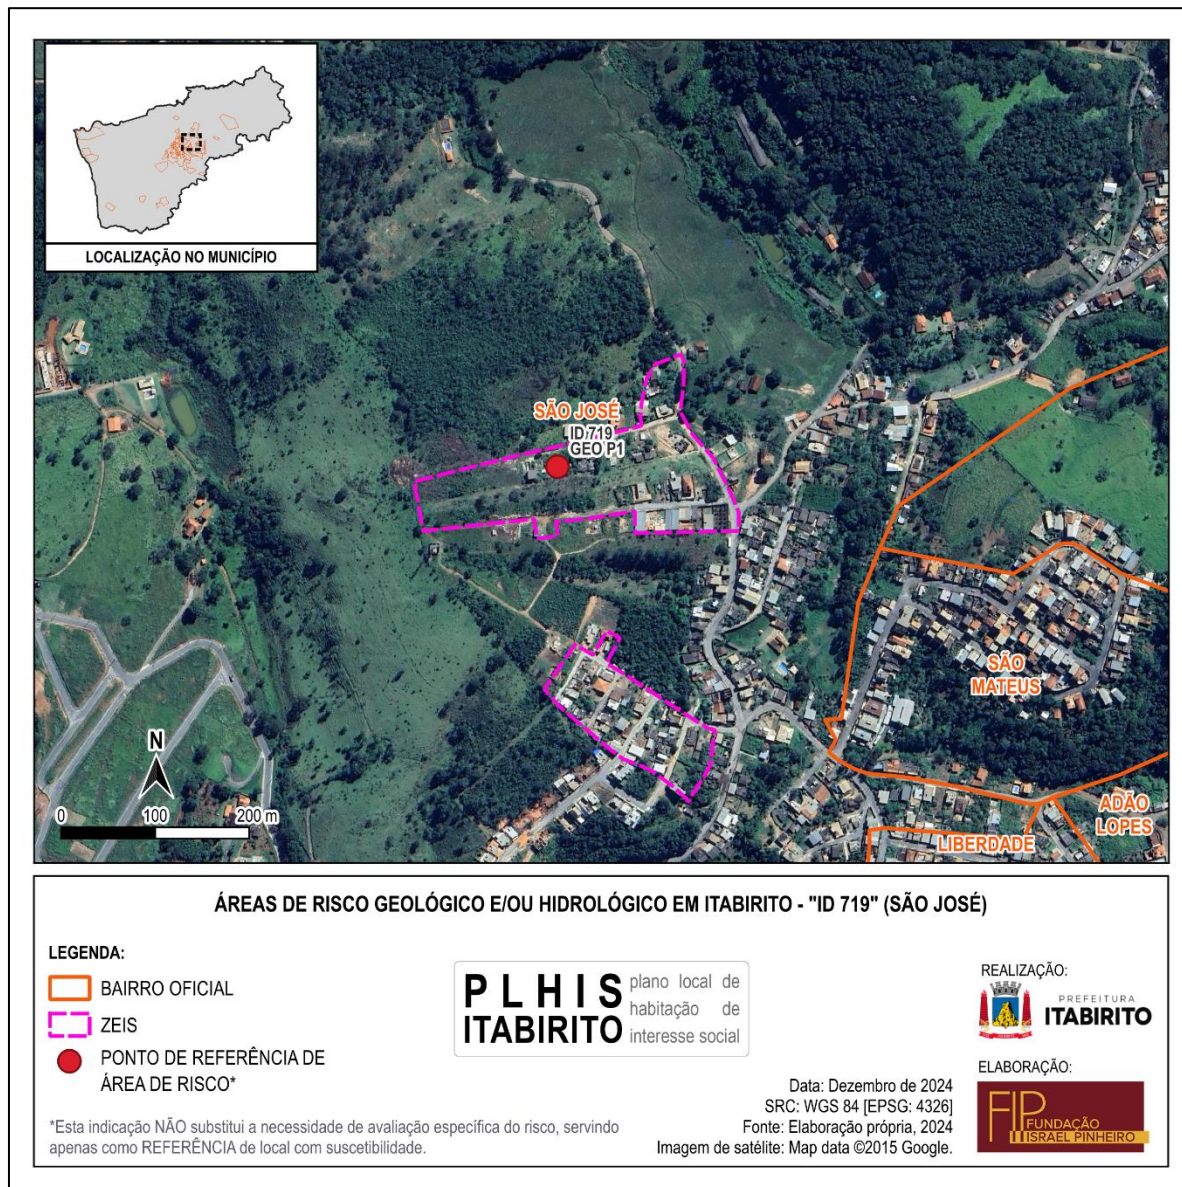 LOCALIZAÇÃO NO MUNICÍPIO
SÃO JOSÉ
ID 719
GEO P1
SÃO
MATEUS
ADÃO
LOPES
LIBERDADE
N
0 100 200 m
ÁREAS DE RISCO GEOLÓGICO E/OU HIDROLÓGICO EM ITABIRITO - "ID 719" (SÃO JOSÉ)
LEGENDA:
BAIRRO OFICIAL
ZEIS
PONTO DE REFERÊNCIA DE
ÁREA DE RISCO*
*Esta indicação NÃO substitui a necessidade de avaliação específica do risco, servindo
apenas como REFERÊNCIA de local com suscetibilidade.
PLHIS
ITABIRITO
plano local de
habitação de
interesse social
Data: Dezembro de 2024
SRC: WGS 84 [EPSG: 4326]
Fonte: Elaboração própria, 2024
Imagem de satélite: Map data ©2015 Google.
REALIZAÇÃO:
PREFEITURA
ITABIRITO
ELABORAÇÃO:
FIP
FUNDAÇÃO
ISRAEL PINHEIRO